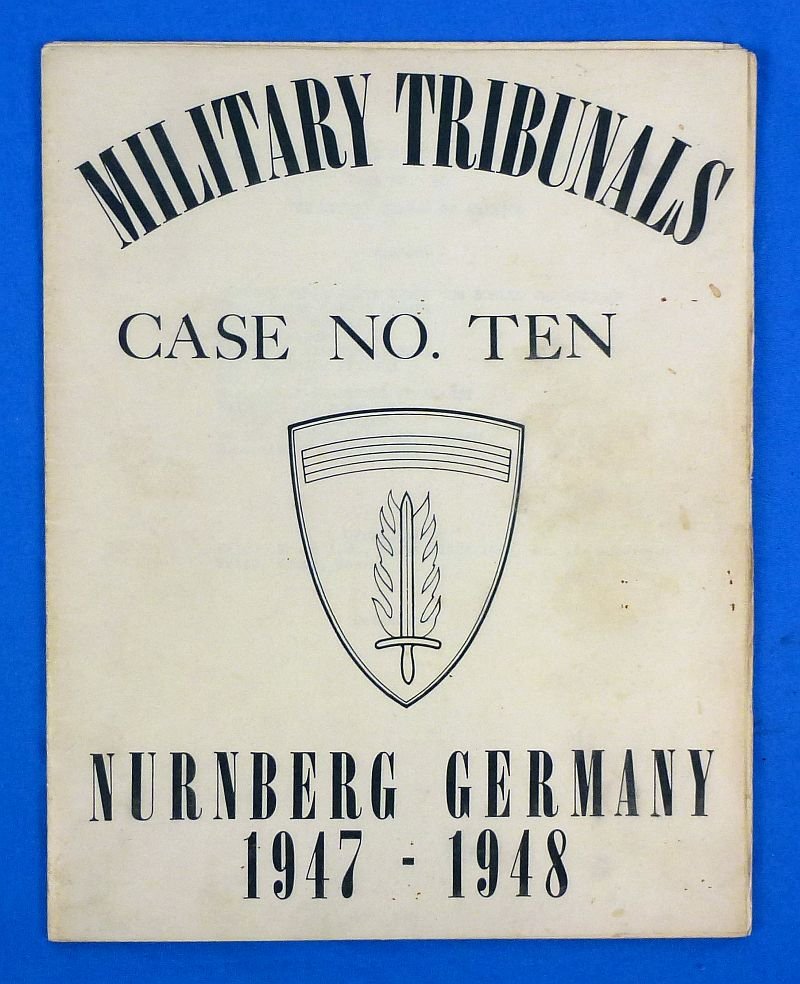 MILITARY TRIBUNALS
CASE NO. TEN
NURNBERG GERMANY
1947 - 1948